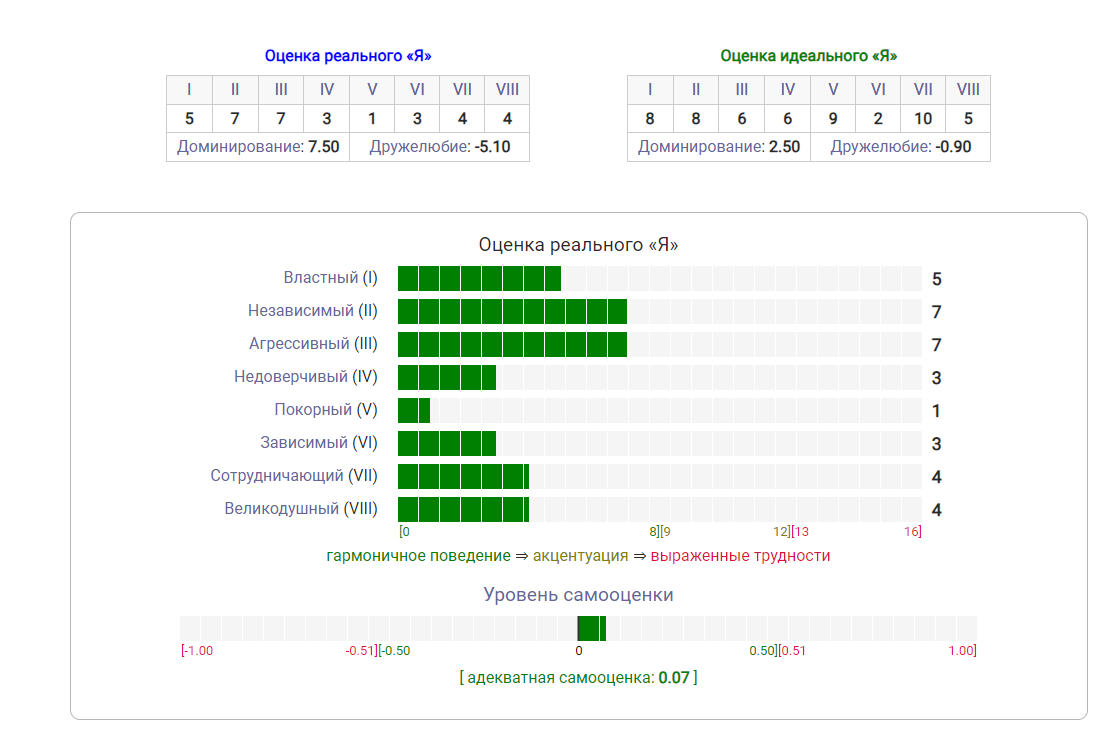 Оценка реального «Я»
I II III IV V VI VII VIII
5 7 7 3 1 3 4 4
Доминирование: 7.50 Дружелюбие: -5.10
Оценка идеального «Я»
I II III IV V VI VII VIII
8 8 6 6 9 2 10 5
Доминирование: 2.50 Дружелюбие: -0.90
Оценка реального «Я»
Властный (I) 5
Независимый (II) 7
Агрессивный (III) 7
Недоверчивый (IV) 3
Покорный (V) 1
Зависимый (VI) 3
Сотрудничающий (VII) 4
Великодушный (VIII) 4
[0 8][9 12][13 16]
гармоничное поведение ⇒ акцентуация ⇒ выраженные трудности
Уровень самооценки
[-1.00 -0.51][-0.50 0 0.50][0.51 1.00]
[ адекватная самооценка: 0.07 ]